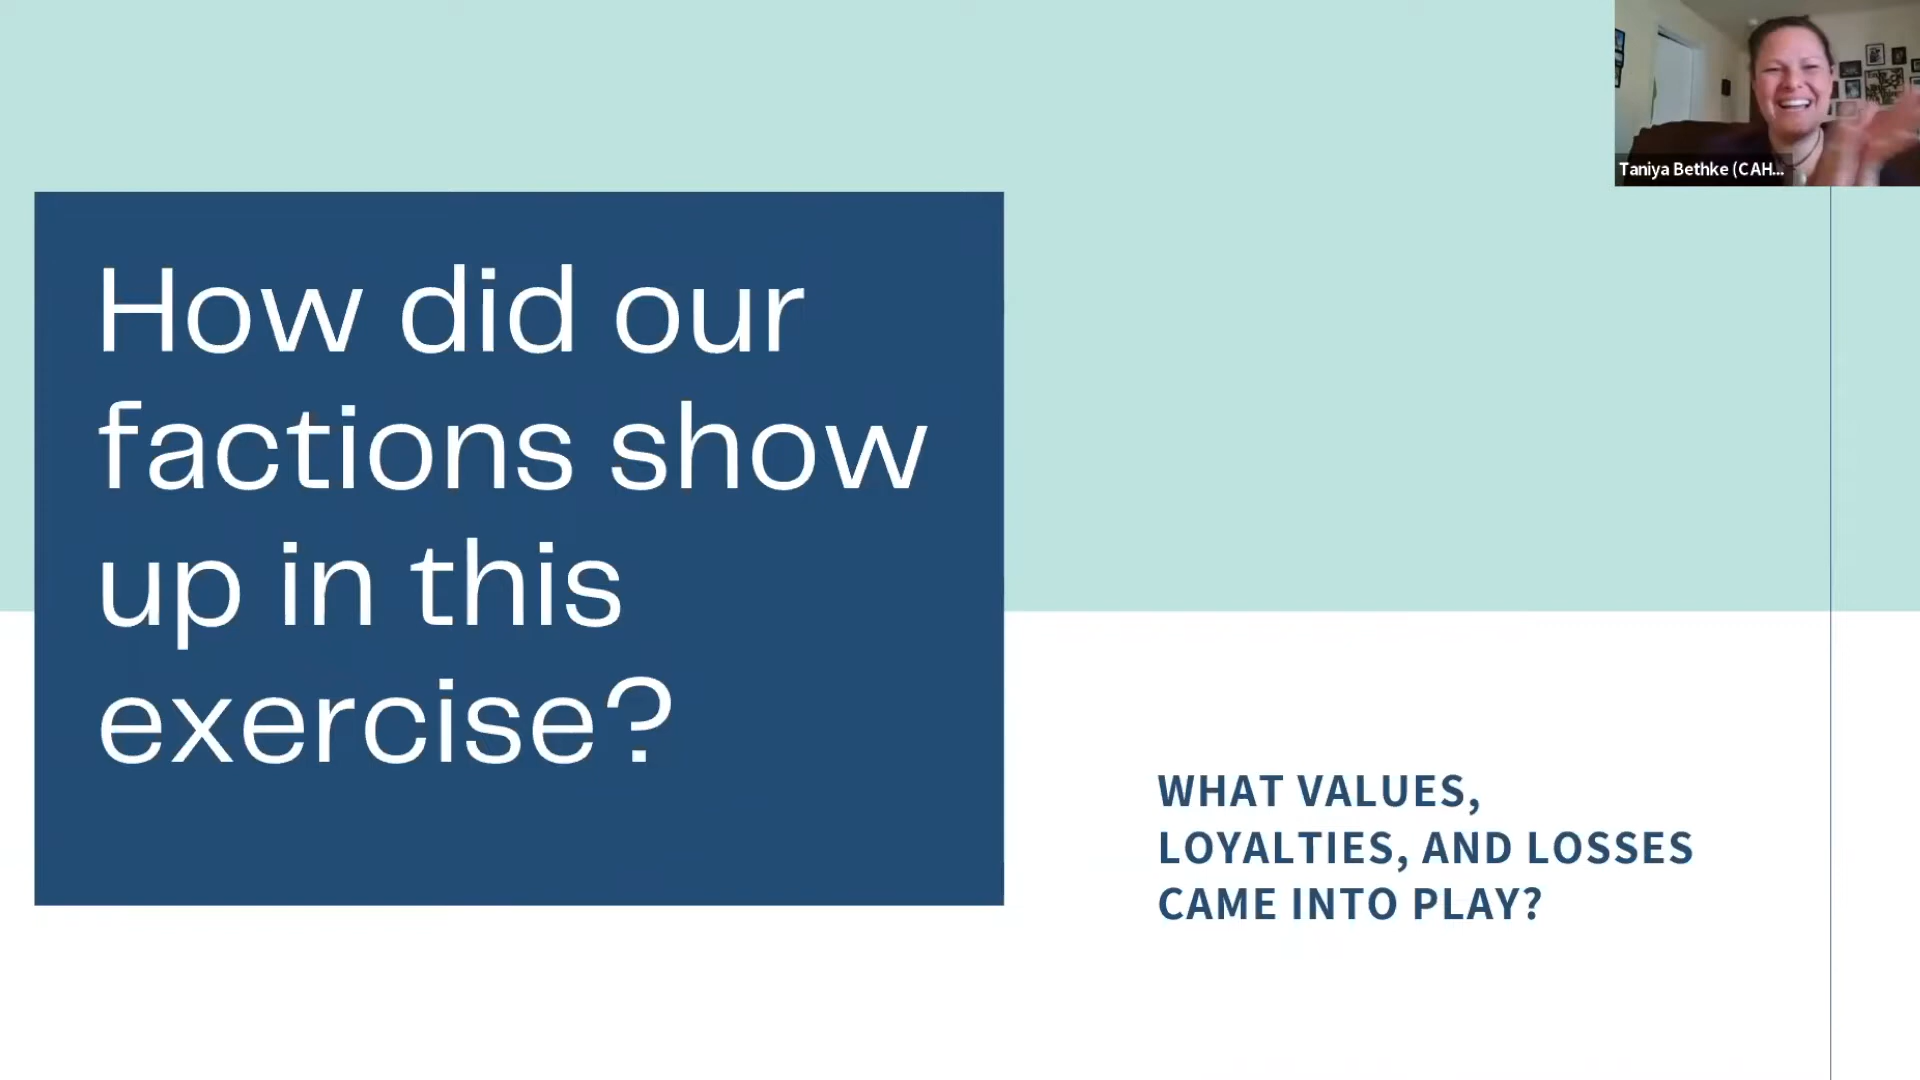 Taniya Bethke (CAH...
How did our
factions show
up in this
exercise?
WHAT VALUES,
LOYALTIES, AND LOSSES
CAME INTO PLAY?